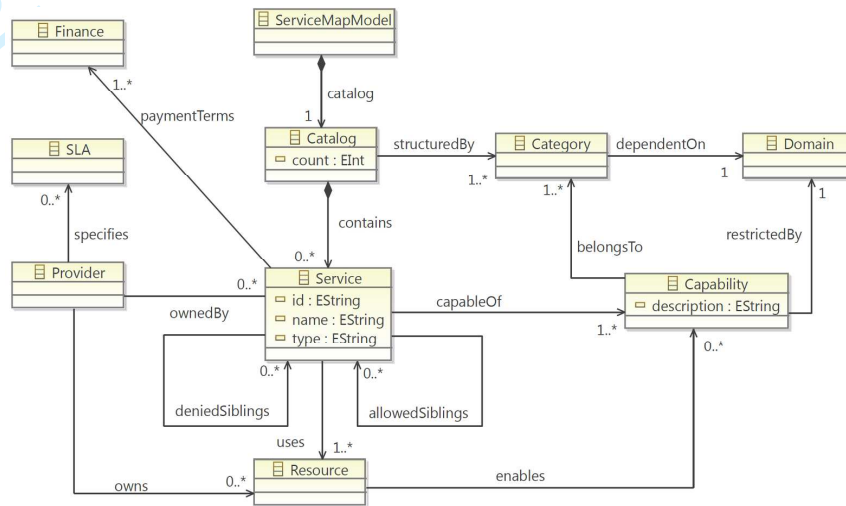 Finance
ServiceMapModel
1..*
catalog
paymentTerms
1
SLA
Catalog
count : EInt
structuredBy
Category
dependentOn
Domain
0..*
1..*
1..*
1
1
contains
specifies
belongsTo
restrictedBy
0..*
Provider
0..*
Service
id : EString
name : EString
type : EString
ownedBy
capableOf
Capability
description : EString
1..*
0..*
0..*
0..*
deniedSiblings
allowedSiblings
uses
1..*
Resource
0..*
owns
enables